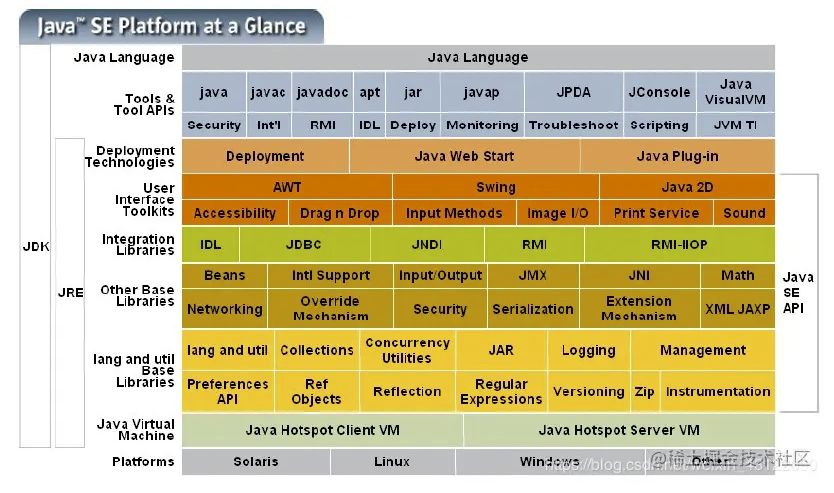 Java™ SE Platform at a Glance
Java Language
Java Language
Tools &
Tool APIs
java javac javadoc apt jar javap JPDA JConsole Java VisualVM
Security Int'l RMI IDL Deploy Monitoring Troubleshoot Scripting JVM TI
Deployment
Technologies
Deployment Java Web Start Java Plug-in
User
Interface
Toolkits
AWT Swing Java 2D
Accessibility Drag n Drop Input Methods Image I/O Print Service Sound
Integration
Libraries
IDL JDBC JNDI RMI RMI-IIOP
JDK
JRE
Java
SE
API
Other Base
Libraries
Beans Intl Support Input/Output JMX JNI Math
Networking Override Mechanism Security Serialization Extension Mechanism XML JAXP
lang and util
Base
Libraries
lang and util Collections Concurrency Utilities JAR Logging Management
Preferences API Ref Objects Reflection Regular Expressions Versioning Zip Instrumentation
Java Virtual
Machine
Java Hotspot Client VM Java Hotspot Server VM
Platforms
Solaris Linux Windows Other
@稀土掘金技术社区